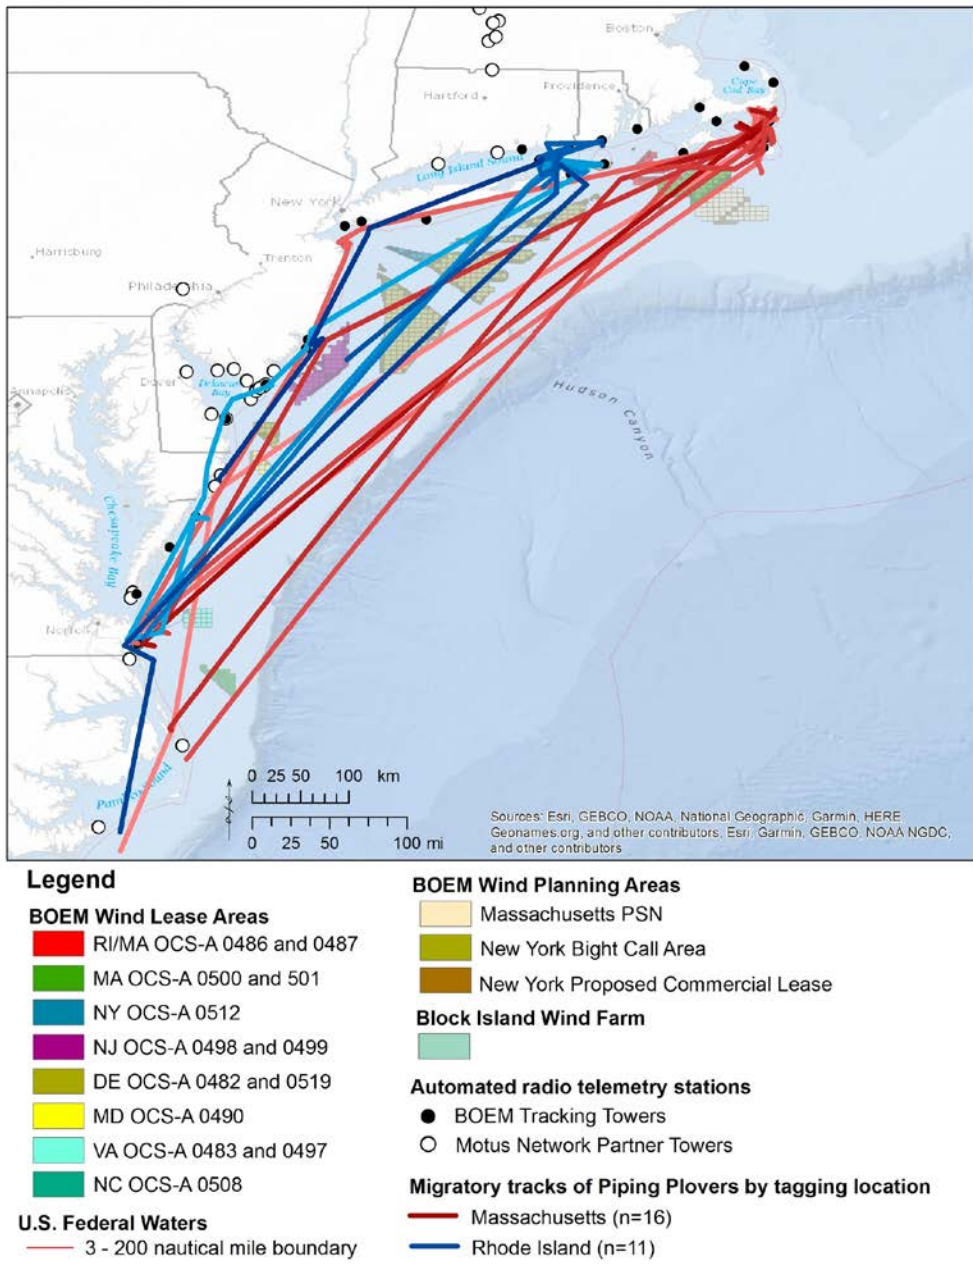 Boston
Cape
Cod Bay
Hartford
Providence
Long Island Sound
New York
Harrisburg
Trenton
Philadelphia
Annapolis
Dover
Delaware
Bay
Hudson Canyon
Chesapeake Bay
Norfolk
Pamlico Sound
0 25 50 100 km
0 25 50 100 mi
Sources: Esri, GEBCO, NOAA, National Geographic, Garmin, HERE,
Geonames.org, and other contributors, Esri, Garmin, GEBCO, NOAA NGDC,
and other contributors
Legend
BOEM Wind Lease Areas
RI/MA OCS-A 0486 and 0487
MA OCS-A 0500 and 501
NY OCS-A 0512
NJ OCS-A 0498 and 0499
DE OCS-A 0482 and 0519
MD OCS-A 0490
VA OCS-A 0483 and 0497
NC OCS-A 0508
U.S. Federal Waters
3 - 200 nautical mile boundary
BOEM Wind Planning Areas
Massachusetts PSN
New York Bight Call Area
New York Proposed Commercial Lease
Block Island Wind Farm
Automated radio telemetry stations
BOEM Tracking Towers
Motus Network Partner Towers
Migratory tracks of Piping Plovers by tagging location
Massachusetts (n=16)
Rhode Island (n=11)